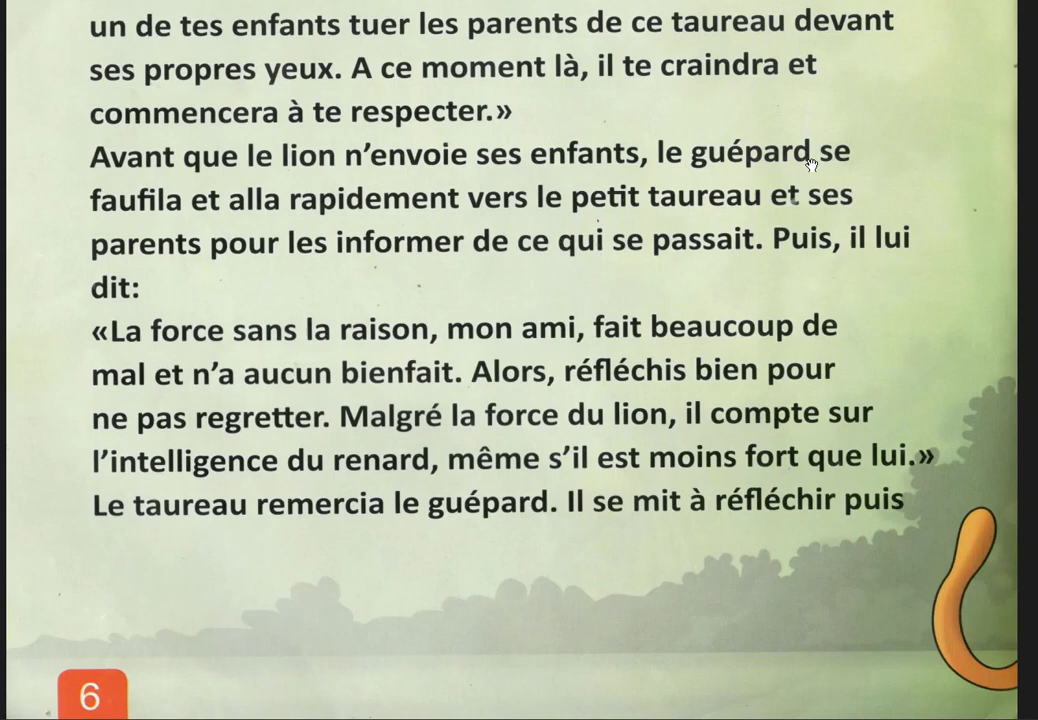 un de tes enfants tuer les parents de ce taureau devant
ses propres yeux. A ce moment là, il te craindra et
commencera à te respecter.»
Avant que le lion n’envoie ses enfants, le guépard se
faufila et alla rapidement vers le petit taureau et ses
parents pour les informer de ce qui se passait. Puis, il lui
dit:
«La force sans la raison, mon ami, fait beaucoup de
mal et n’a aucun bienfait. Alors, réfléchis bien pour
ne pas regretter. Malgré la force du lion, il compte sur
l’intelligence du renard, même s’il est moins fort que lui.»
Le taureau remercia le guépard. Il se mit à réfléchir puis
6